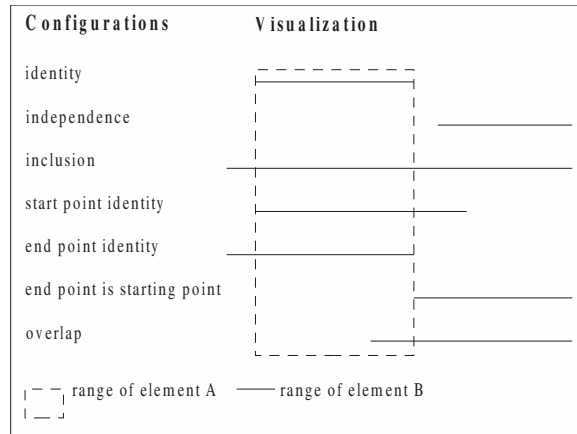 Configurations Visualization
identity
independence
inclusion
start point identity
end point identity
end point is starting point
overlap
range of element A range of element B